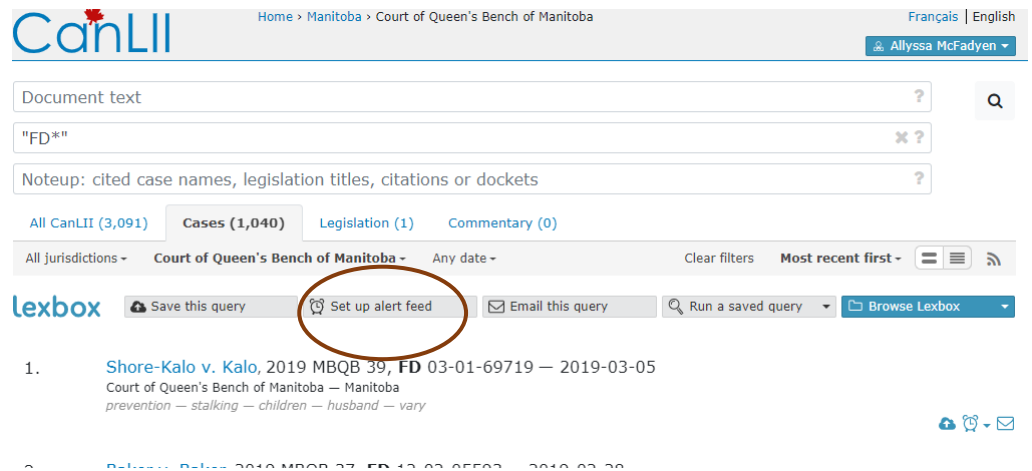 CanLII
Home › Manitoba › Court of Queen's Bench of Manitoba
Français | English
Allyssa McFadyen
Document text ?
"FD*" ?
Noteup: cited case names, legislation titles, citations or dockets ?
All CanLII (3,091) Cases (1,040) Legislation (1) Commentary (0)
All jurisdictions Court of Queen's Bench of Manitoba Any date Clear filters Most recent first
lexbox Save this query Set up alert feed Email this query Run a saved query Browse Lexbox
1. Shore-Kalo v. Kalo, 2019 MBQB 39, FD 03-01-69719 — 2019-03-05
Court of Queen's Bench of Manitoba — Manitoba
prevention — stalking — children — husband — vary